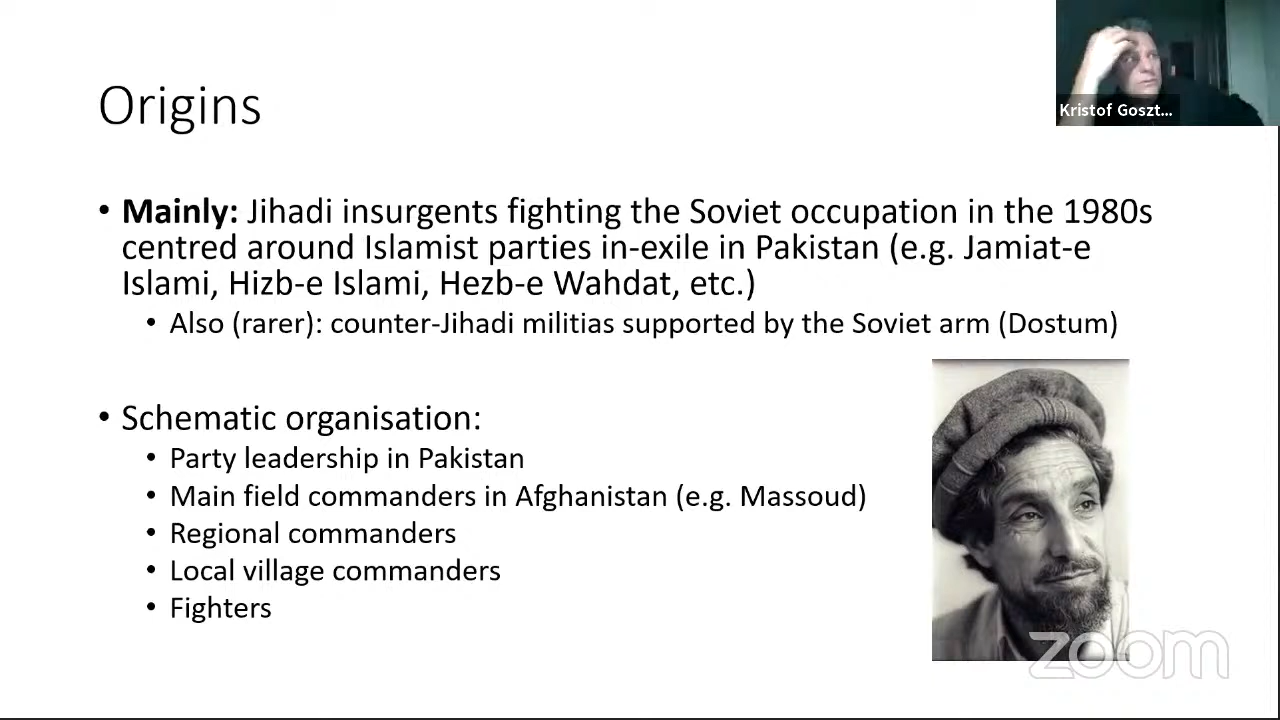 Origins
Kristof Goszt...
• Mainly: Jihadi insurgents fighting the Soviet occupation in the 1980s
centred around Islamist parties in-exile in Pakistan (e.g. Jamiat-e
Islami, Hizb-e Islami, Hezb-e Wahdat, etc.)
• Also (rarer): counter-Jihadi militias supported by the Soviet arm (Dostum)
• Schematic organisation:
• Party leadership in Pakistan
• Main field commanders in Afghanistan (e.g. Massoud)
• Regional commanders
• Local village commanders
• Fighters
zoom